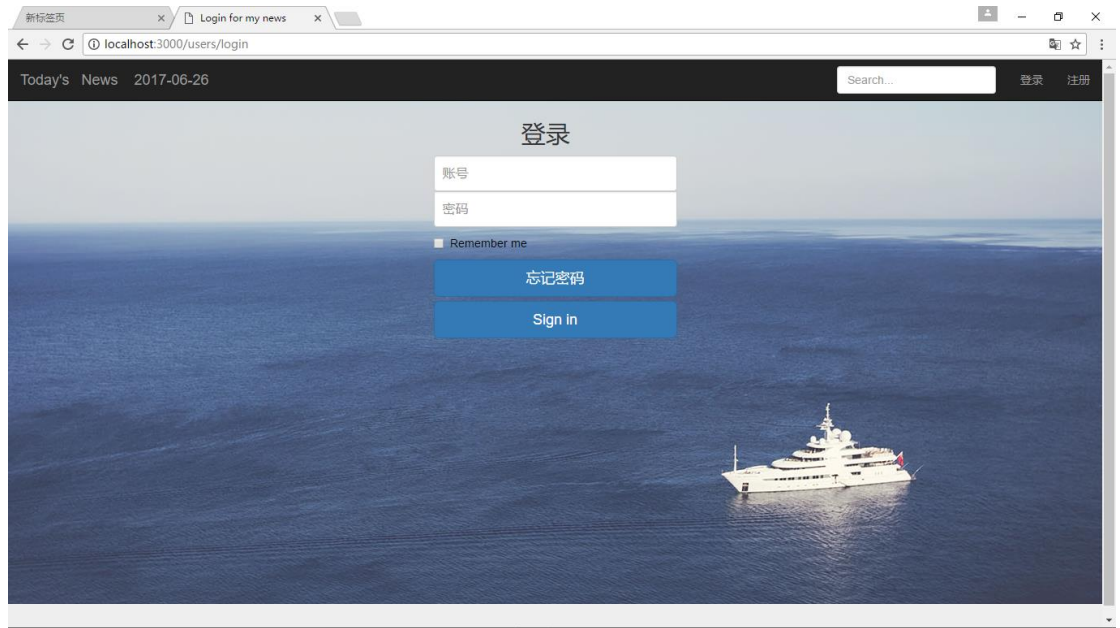 新标签页
Login for my news
localhost:3000/users/login
Today's News 2017-06-26
Search...
登录
注册
登录
账号
密码
Remember me
忘记密码
Sign in